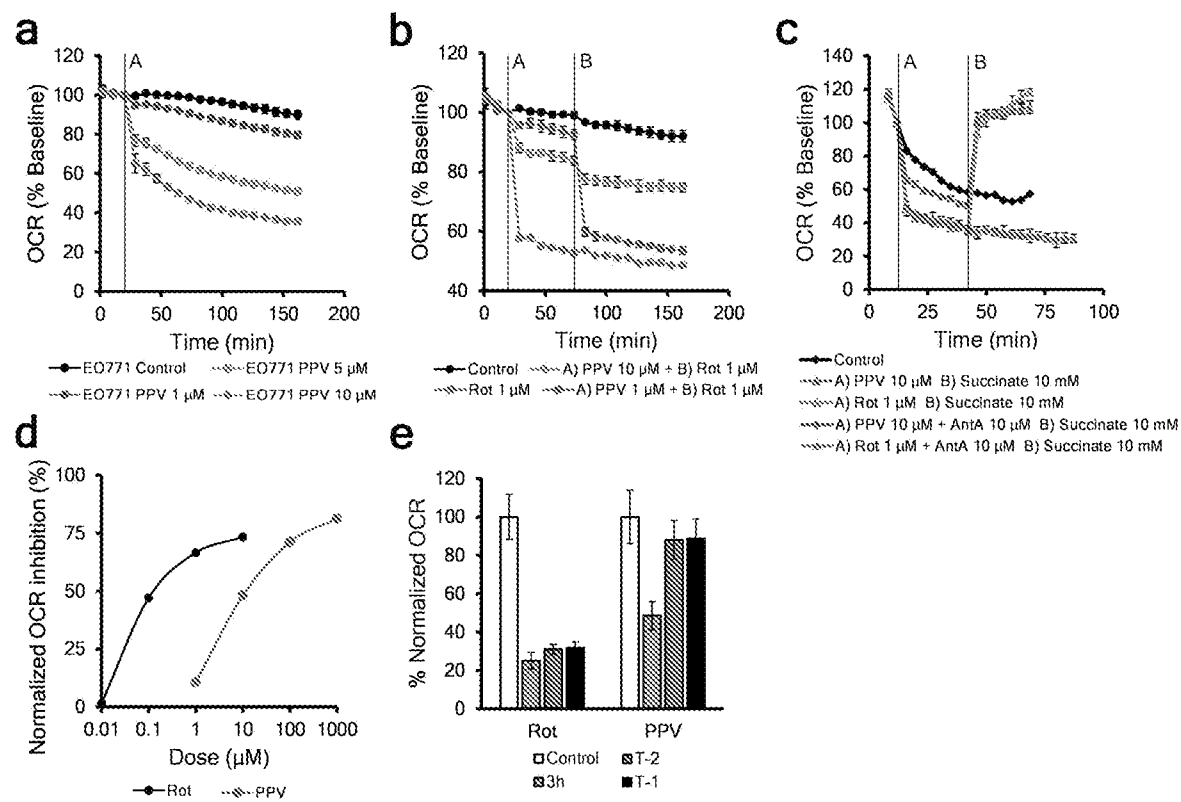 a
120
100
80
60
40
20
0
OCR (% Baseline)
A
0 50 100 150 200
Time (min)
EO771 Control
EO771 PPV 5 µM
EO771 PPV 1 µM
EO771 PPV 10 µM
b
120
100
80
60
40
OCR (% Baseline)
A
B
0 50 100 150 200
Time (min)
Control
A) PPV 10 µM + B) Rot 1 µM
Rot 1 µM
A) PPV 1 µM + B) Rot 1 µM
c
140
120
100
80
60
40
20
0
OCR (% Baseline)
A
B
0 25 50 75 100
Time (min)
Control
A) PPV 10 µM B) Succinate 10 mM
A) Rot 1 µM B) Succinate 10 mM
A) PPV 10 µM + AntA 10 µM B) Succinate 10 mM
A) Rot 1 µM + AntA 10 µM B) Succinate 10 mM
d
100
75
50
25
0
Normalized OCR inhibition (%)
0.01 0.1 1 10 100 1000
Dose (µM)
Rot
PPV
e
120
100
80
60
40
20
0
% Normalized OCR
Rot
PPV
Control
T-2
3h
T-1